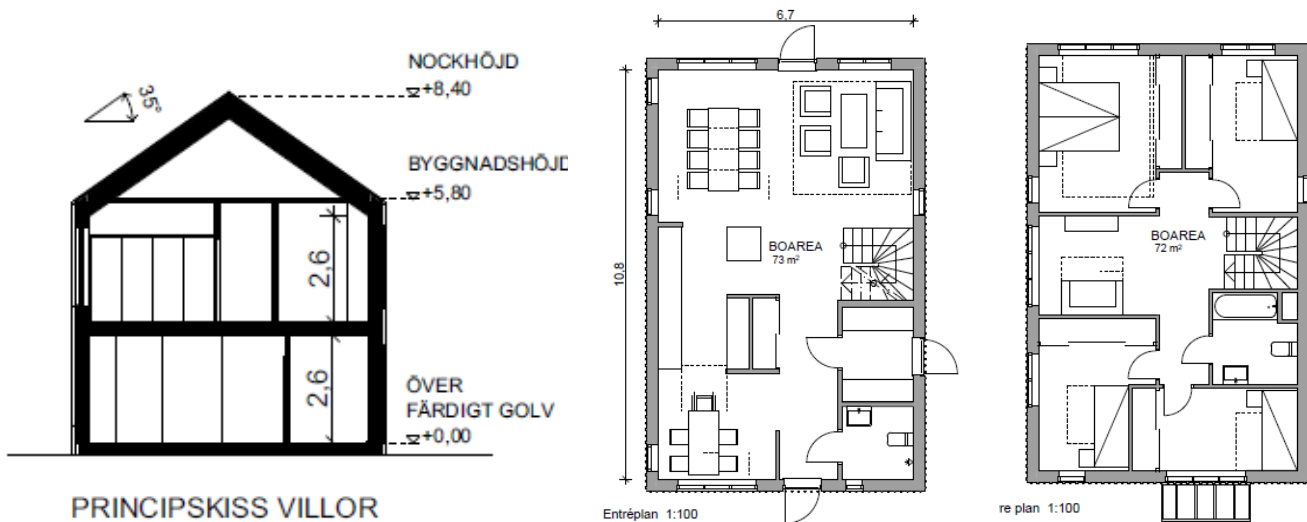 NOCKHÖJD
+8,40
35°
BYGGNADSHÖJD
+5,80
2,6
2,6
ÖVER
FÄRDIGT GOLV
+0,00
PRINCIPSKISS VILLOR
6,7
10,8
BOAREA
73 m²
Entréplan 1:100
BOAREA
72 m²
re plan 1:100